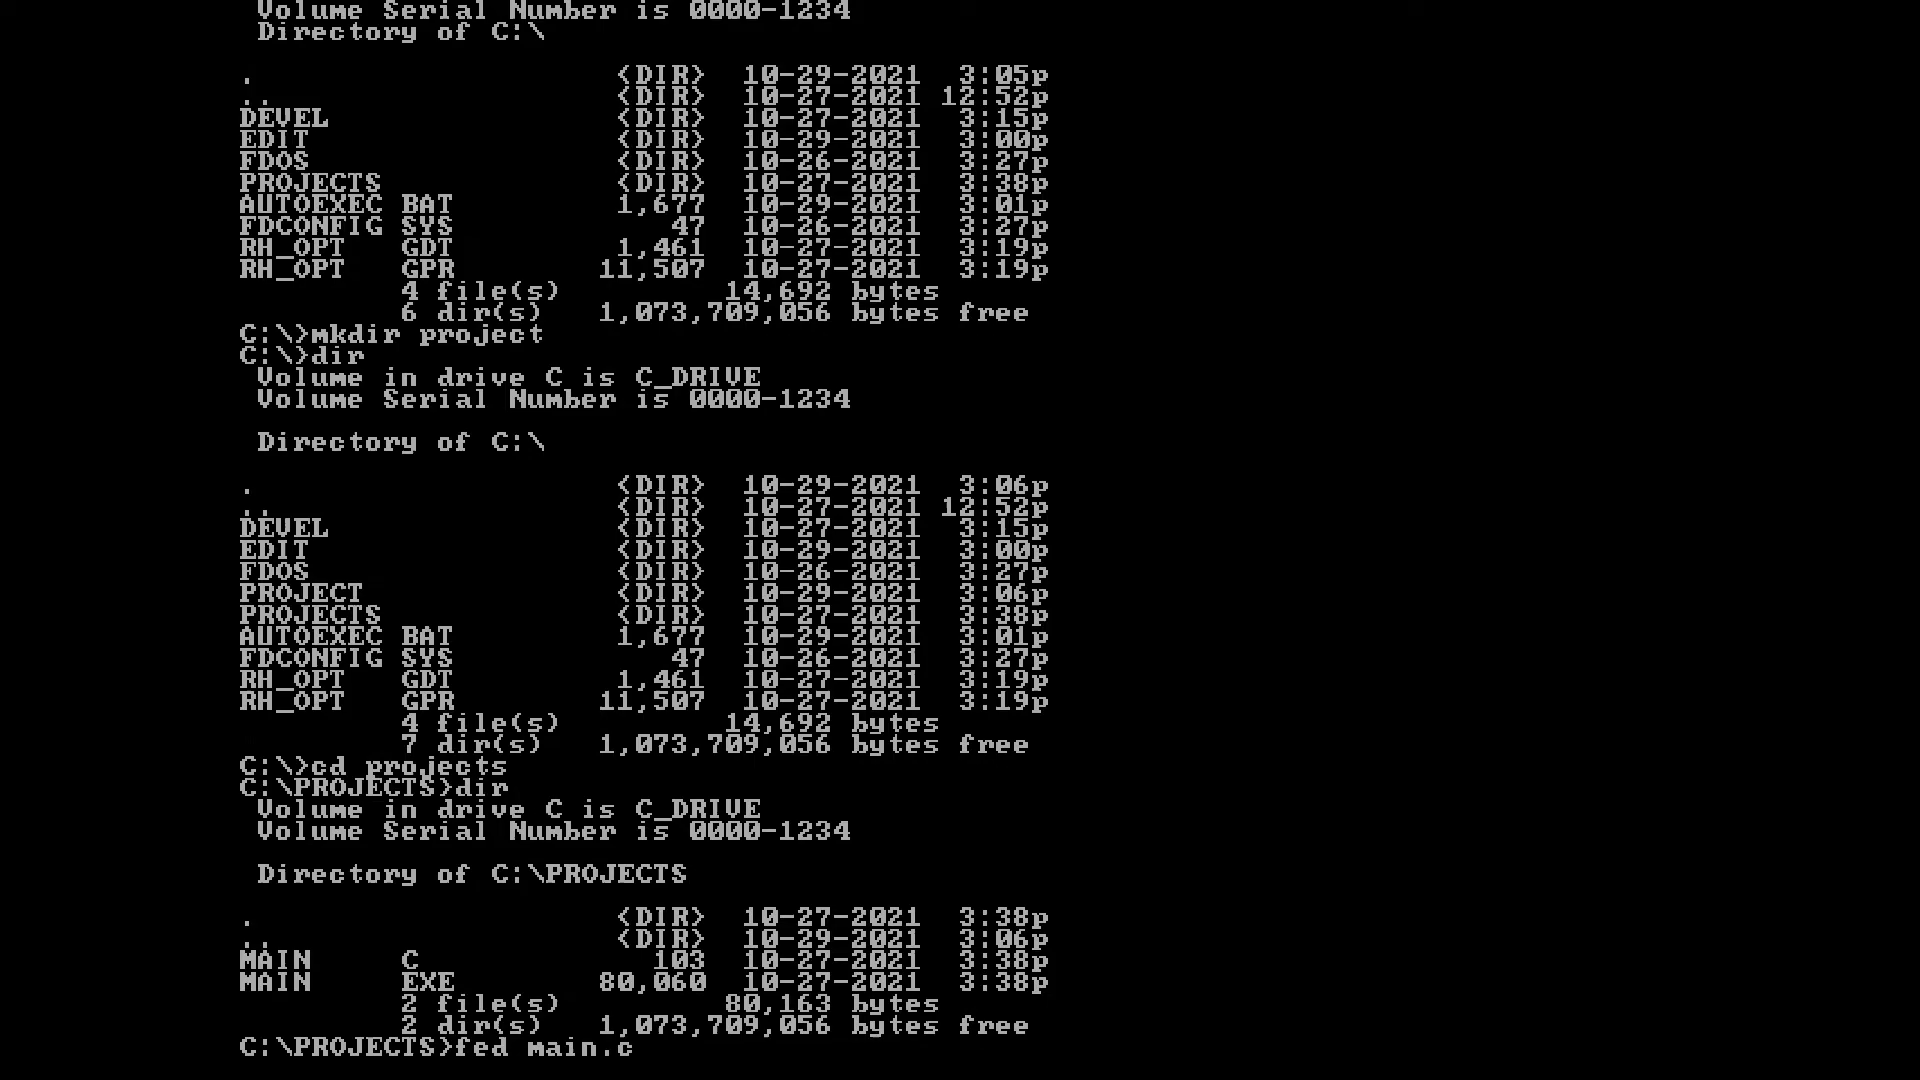 Volume Serial Number is 0000-1234
Directory of C:\
. <DIR> 10-29-2021 3:05p
.. <DIR> 10-27-2021 12:52p
DEVEL <DIR> 10-27-2021 3:15p
EDIT <DIR> 10-29-2021 3:00p
FDOS <DIR> 10-26-2021 3:27p
PROJECTS <DIR> 10-27-2021 3:38p
AUTOEXEC BAT 1,677 10-29-2021 3:01p
FDCONFIG SYS 47 10-26-2021 3:27p
RH_OPT GDT 1,461 10-27-2021 3:19p
RH_OPT GPR 11,507 10-27-2021 3:19p
4 file(s) 14,692 bytes
6 dir(s) 1,073,709,056 bytes free
C:\>mkdir project
C:\>dir
Volume in drive C is C_DRIVE
Volume Serial Number is 0000-1234
Directory of C:\
. <DIR> 10-29-2021 3:06p
.. <DIR> 10-27-2021 12:52p
DEVEL <DIR> 10-27-2021 3:15p
EDIT <DIR> 10-29-2021 3:00p
FDOS <DIR> 10-26-2021 3:27p
PROJECT <DIR> 10-29-2021 3:06p
PROJECTS <DIR> 10-27-2021 3:38p
AUTOEXEC BAT 1,677 10-29-2021 3:01p
FDCONFIG SYS 47 10-26-2021 3:27p
RH_OPT GDT 1,461 10-27-2021 3:19p
RH_OPT GPR 11,507 10-27-2021 3:19p
4 file(s) 14,692 bytes
7 dir(s) 1,073,709,056 bytes free
C:\>cd projects
C:\PROJECTS>dir
Volume in drive C is C_DRIVE
Volume Serial Number is 0000-1234
Directory of C:\PROJECTS
. <DIR> 10-27-2021 3:38p
.. <DIR> 10-29-2021 3:06p
MAIN C 103 10-27-2021 3:38p
MAIN EXE 80,060 10-27-2021 3:38p
2 file(s) 80,163 bytes
2 dir(s) 1,073,709,056 bytes free
C:\PROJECTS>fed main.c